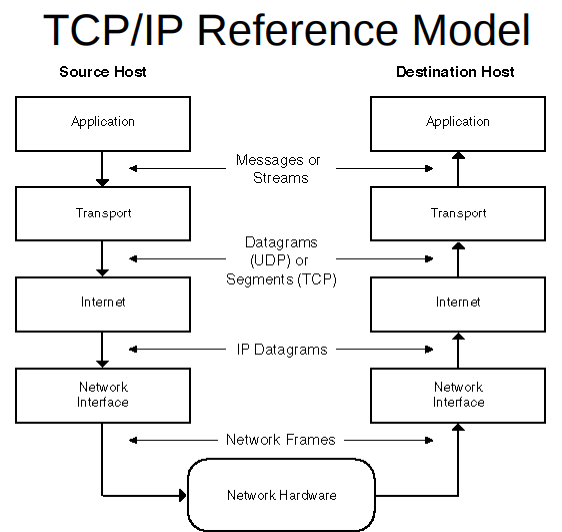 TCP/IP Reference Model
Source Host
Destination Host
Application
Application
Messages or
Streams
Transport
Transport
Datagrams
(UDP) or
Segments (TCP)
Internet
Internet
IP Datagrams
Network
Interface
Network
Interface
Network Frames
Network Hardware